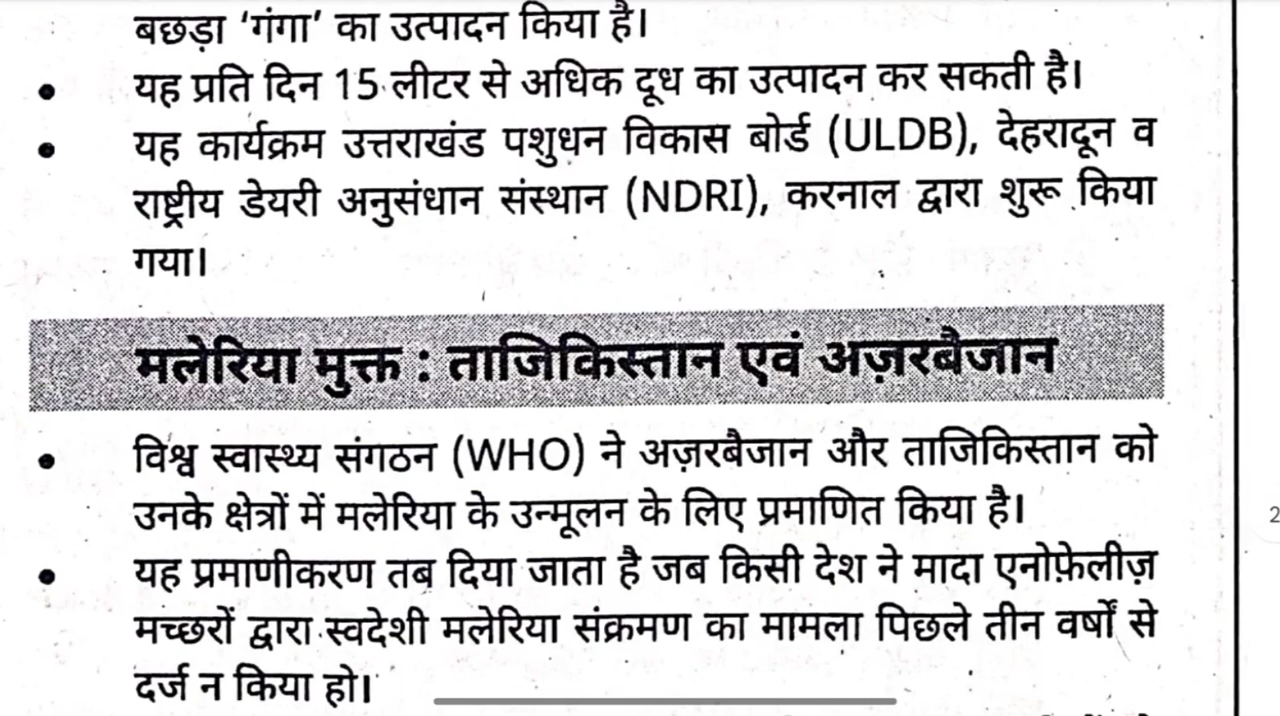 बछड़ा ‘गंगा’ का उत्पादन किया है।
• यह प्रति दिन 15 लीटर से अधिक दूध का उत्पादन कर सकती है।
• यह कार्यक्रम उत्तराखंड पशुधन विकास बोर्ड (ULDB), देहरादून व
राष्ट्रीय डेयरी अनुसंधान संस्थान (NDRI), करनाल द्वारा शुरू किया
गया।
मलेरिया मुक्त : ताजिकिस्तान एवं अज़रबैजान
• विश्व स्वास्थ्य संगठन (WHO) ने अज़रबैजान और ताजिकिस्तान को
उनके क्षेत्रों में मलेरिया के उन्मूलन के लिए प्रमाणित किया है।
2
• यह प्रमाणीकरण तब दिया जाता है जब किसी देश ने मादा एनोफ़ेलीज़
मच्छरों द्वारा स्वदेशी मलेरिया संक्रमण का मामला पिछले तीन वर्षों से
दर्ज न किया हो।